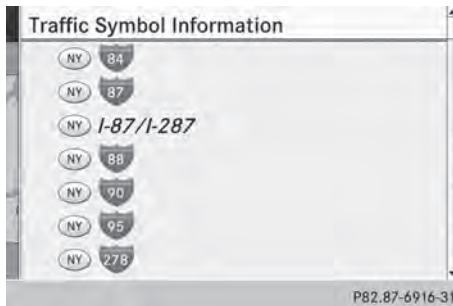 Traffic Symbol Information
NY 84
NY 87
NY I-87/I-287
NY 88
NY 90
NY 95
NY 278
P82.87-6916-31